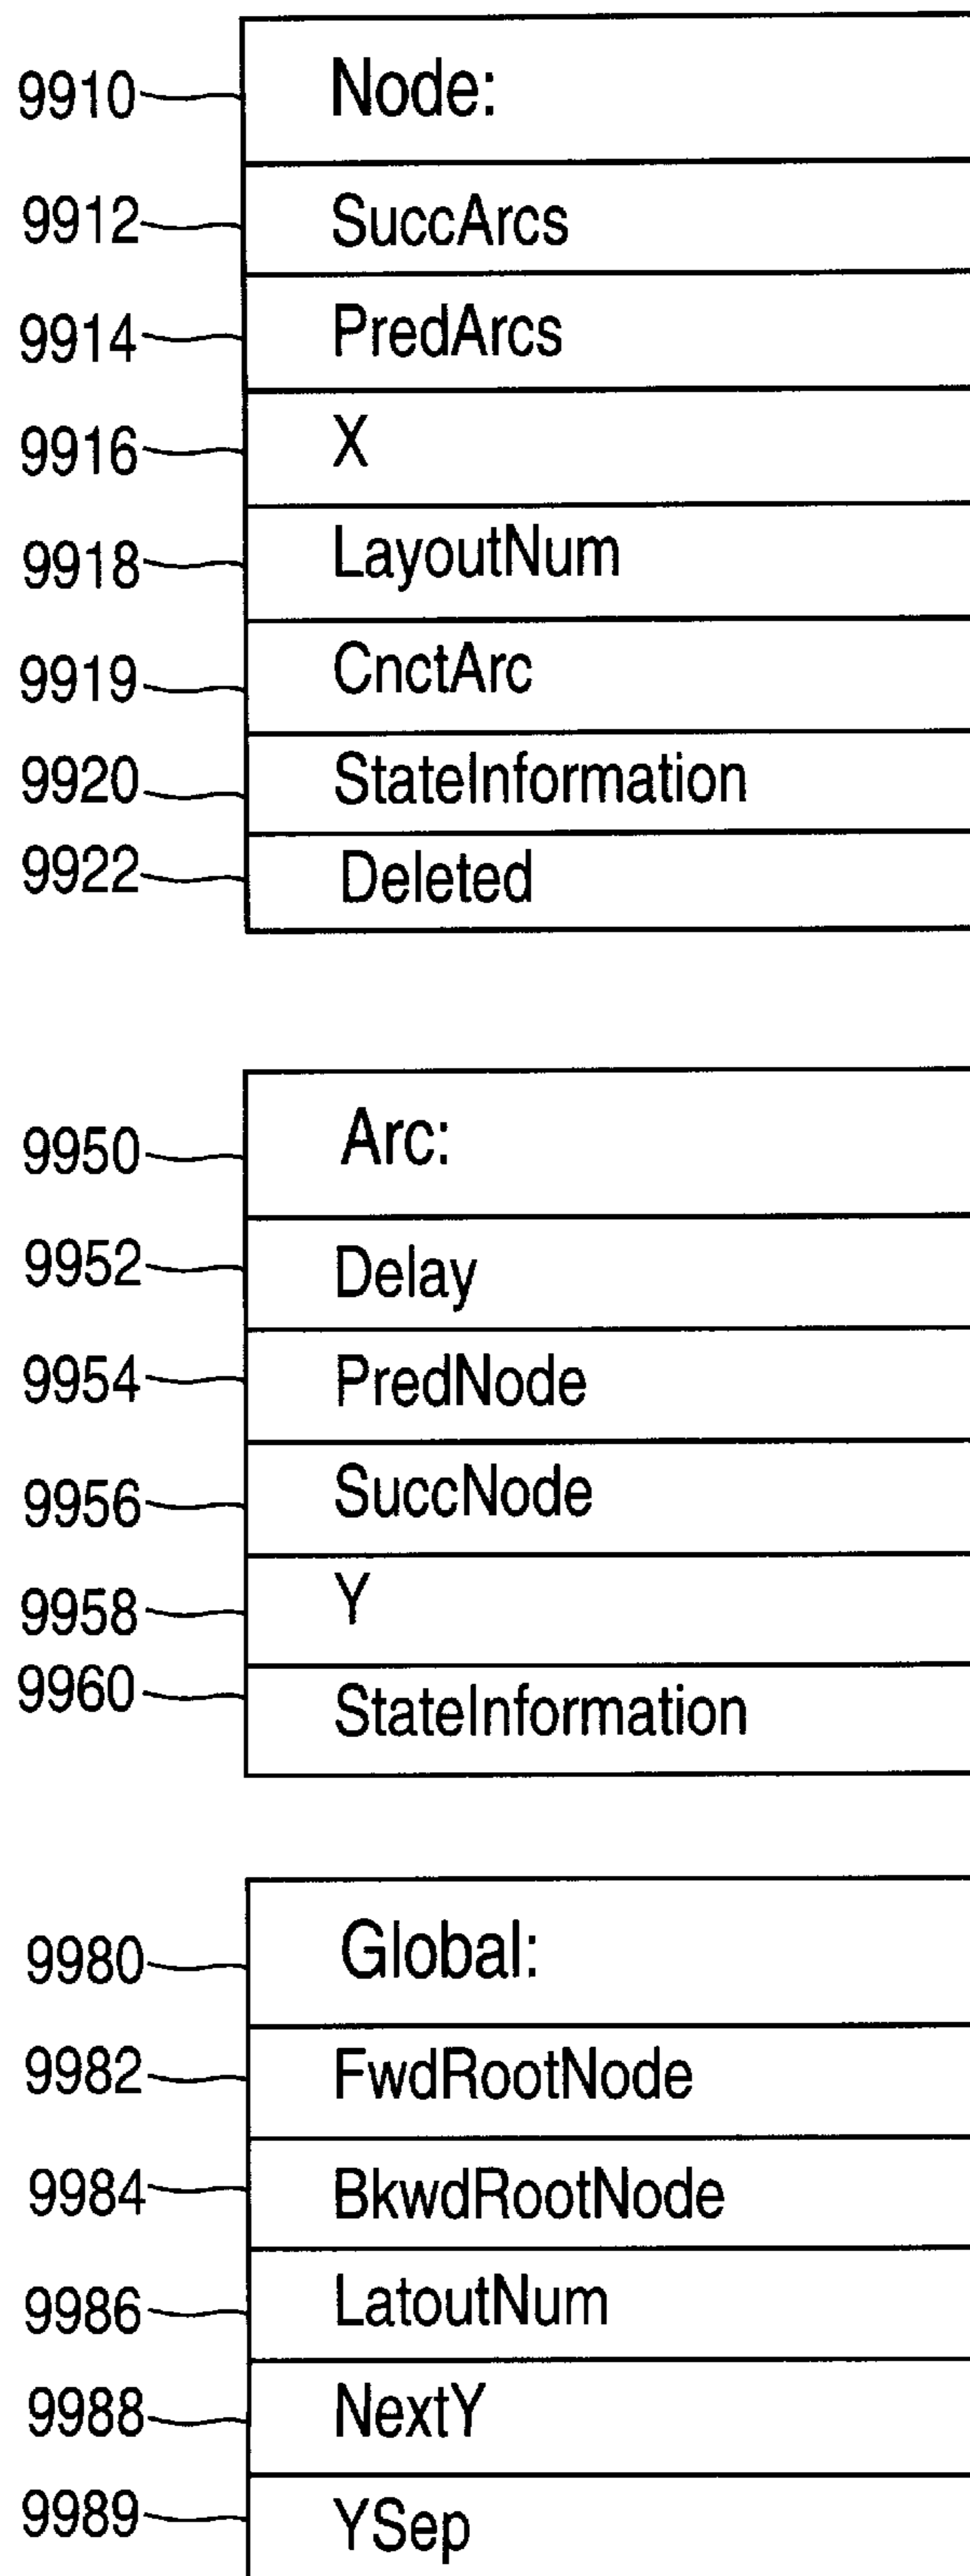 9910 Node:
9912 SuccArcs
9914 PredArcs
9916 X
9918 LayoutNum
9919 CnctArc
9920 StateInformation
9922 Deleted
9950 Arc:
9952 Delay
9954 PredNode
9956 SuccNode
9958 Y
9960 StateInformation
9980 Global:
9982 FwdRootNode
9984 BkwdRootNode
9986 LatoutNum
9988 NextY
9989 YSep